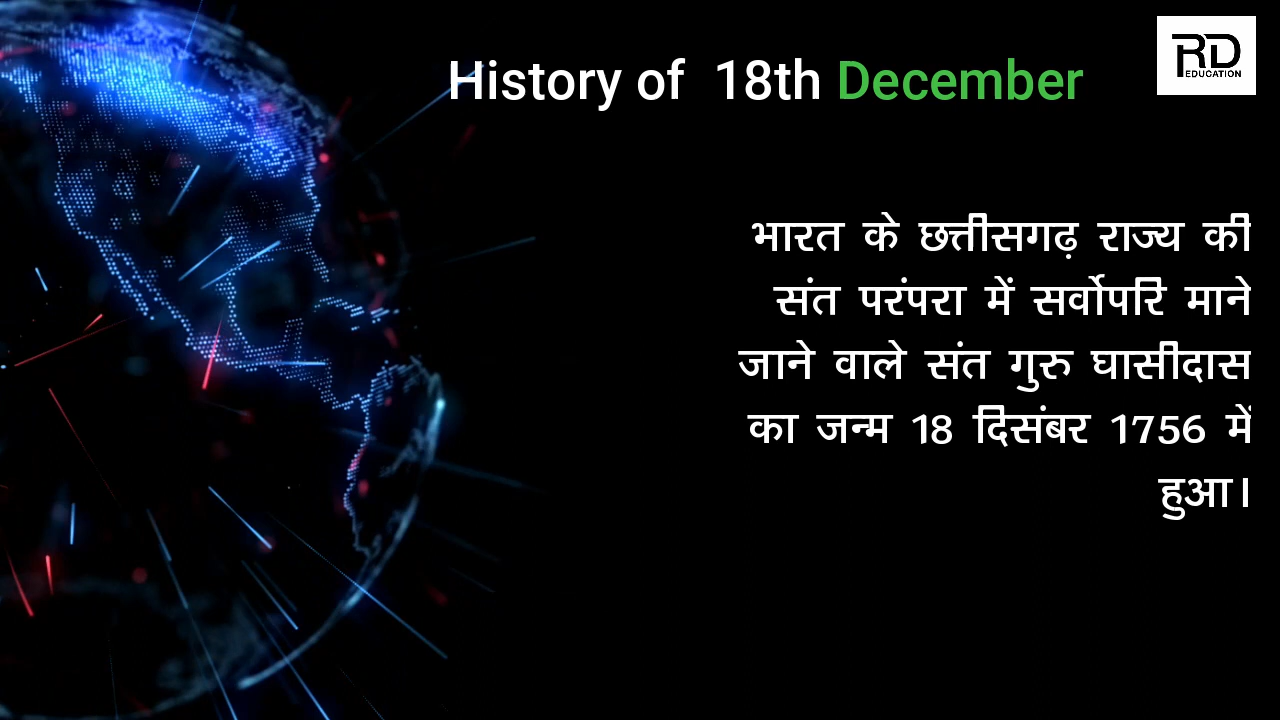 History of 18th December
RD
EDUCATION
भारत के छत्तीसगढ़ राज्य की
संत परंपरा में सर्वोपरि माने
जाने वाले संत गुरु घासीदास
का जन्म 18 दिसंबर 1756 में
हुआ।